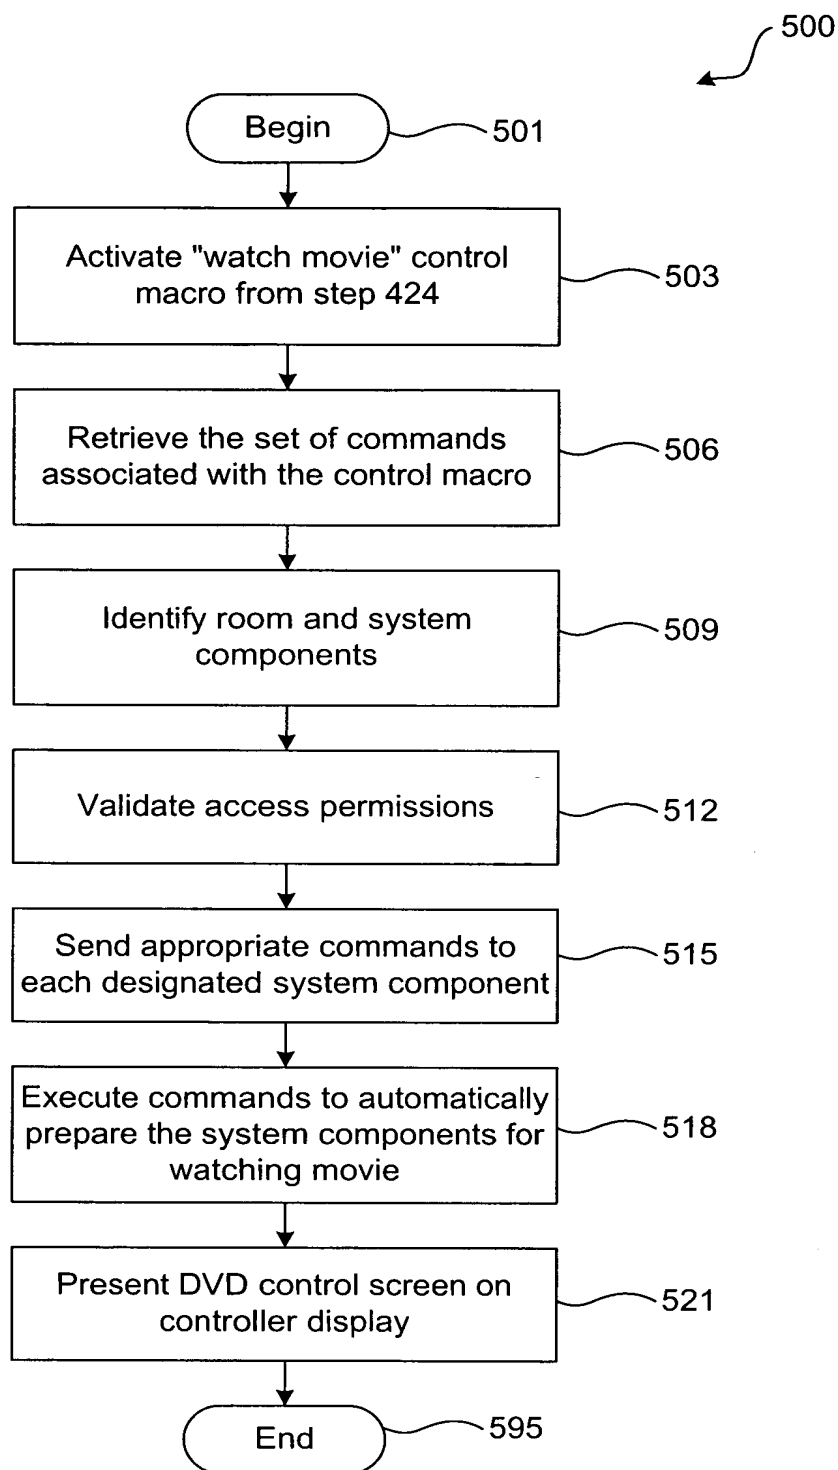 500
Begin
501
Activate "watch movie" control
macro from step 424
503
Retrieve the set of commands
associated with the control macro
506
Identify room and system
components
509
Validate access permissions
512
Send appropriate commands to
each designated system component
515
Execute commands to automatically
prepare the system components for
watching movie
518
Present DVD control screen on
controller display
521
End
595